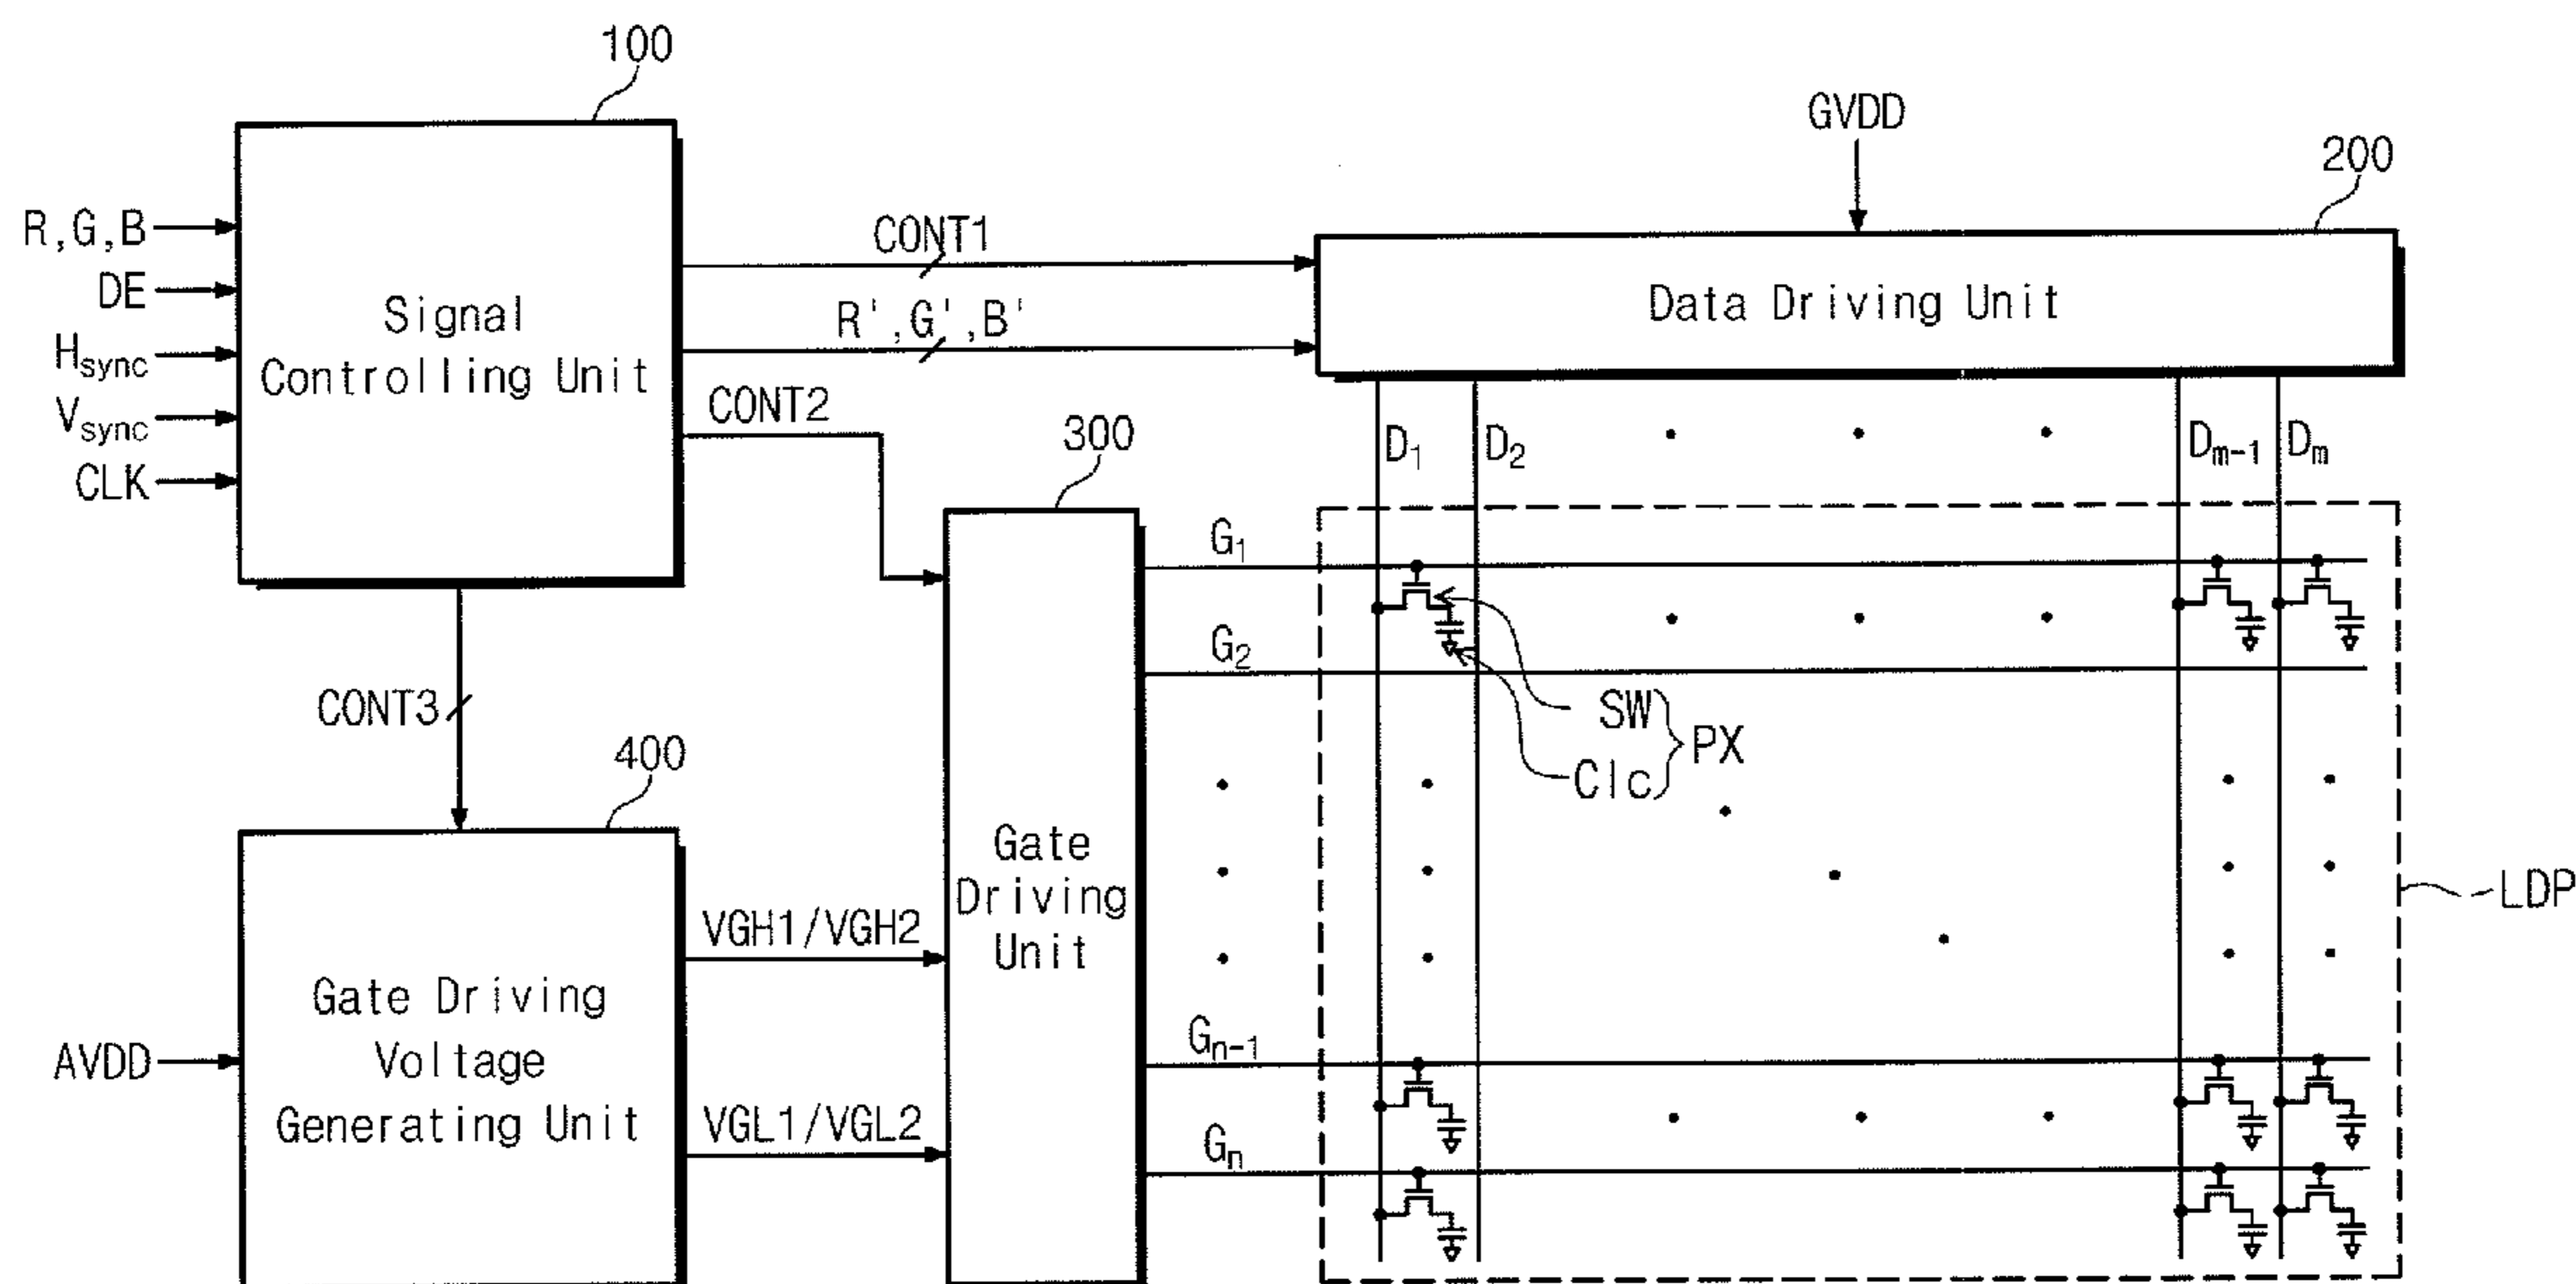 100
GVDD
200
R,G,B
DE
Hsync
Vsync
CLK
Signal
Controlling Unit
CONT1
R',G',B'
CONT2
Data Driving Unit
300
D1
D2
Dm-1
Dm
G1
G2
SW
Clc
PX
CONT3
400
Gate
Driving
Unit
LDP
VGH1/VGH2
Gate Driving
Voltage
Generating Unit
AVDD
VGL1/VGL2
Gn-1
Gn